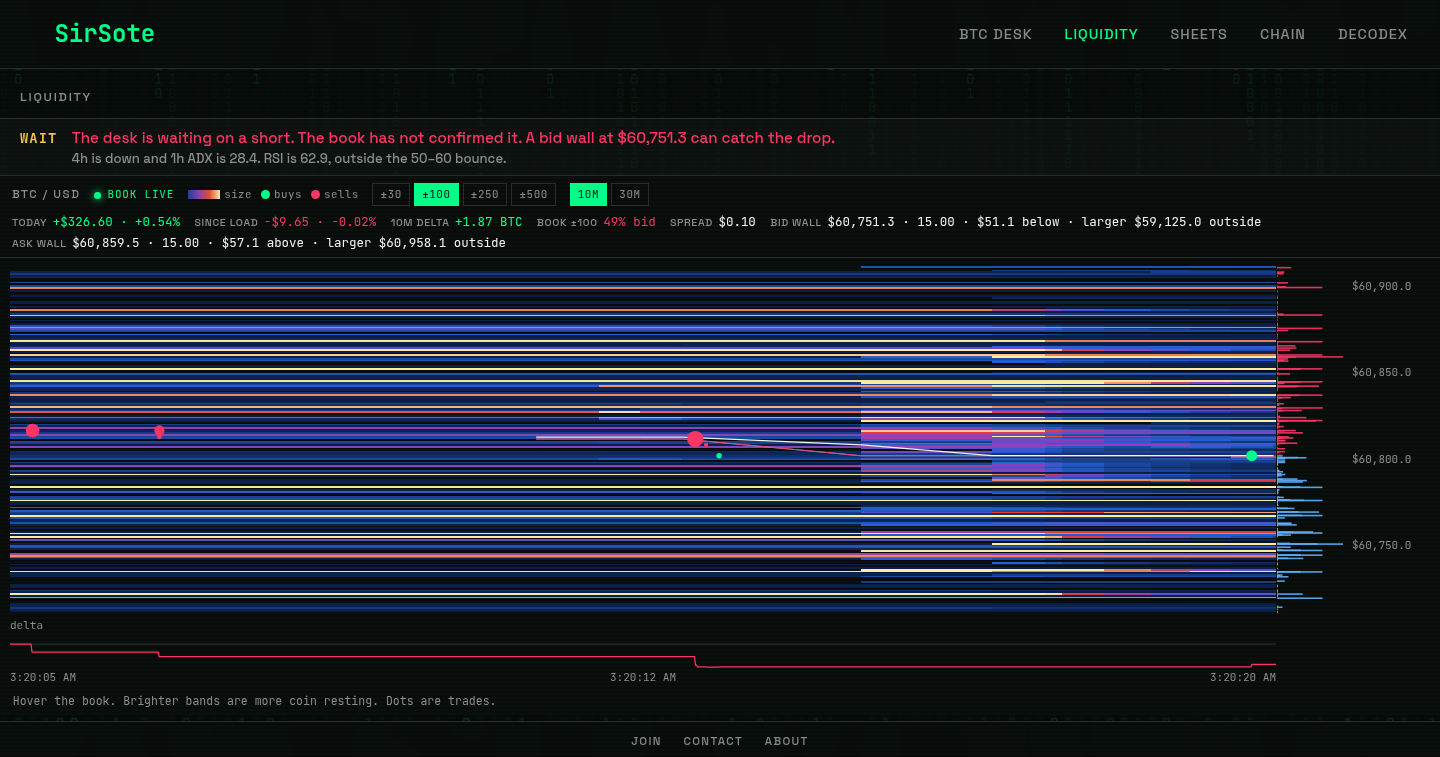 SirSote
BTC DESK LIQUIDITY SHEETS CHAIN DECODEX
LIQUIDITY
WAIT The desk is waiting on a short. The book has not confirmed it. A bid wall at $60,751.3 can catch the drop.
4h is down and 1h ADX is 28.4. RSI is 62.9, outside the 50–60 bounce.
BTC / USD BOOK LIVE size buys sells ±30 ±100 ±250 ±500 10M 30M
TODAY +$326.60 · +0.54% SINCE LOAD -$9.65 · -0.02% 10M DELTA +1.87 BTC BOOK ±100 49% bid SPREAD $0.10 BID WALL $60,751.3 · 15.00 · $51.1 below · larger $59,125.0 outside
ASK WALL $60,859.5 · 15.00 · $57.1 above · larger $60,958.1 outside
$60,900.0
$60,850.0
$60,800.0
$60,750.0
delta
3:20:05 AM 3:20:12 AM 3:20:20 AM
Hover the book. Brighter bands are more coin resting. Dots are trades.
JOIN CONTACT ABOUT